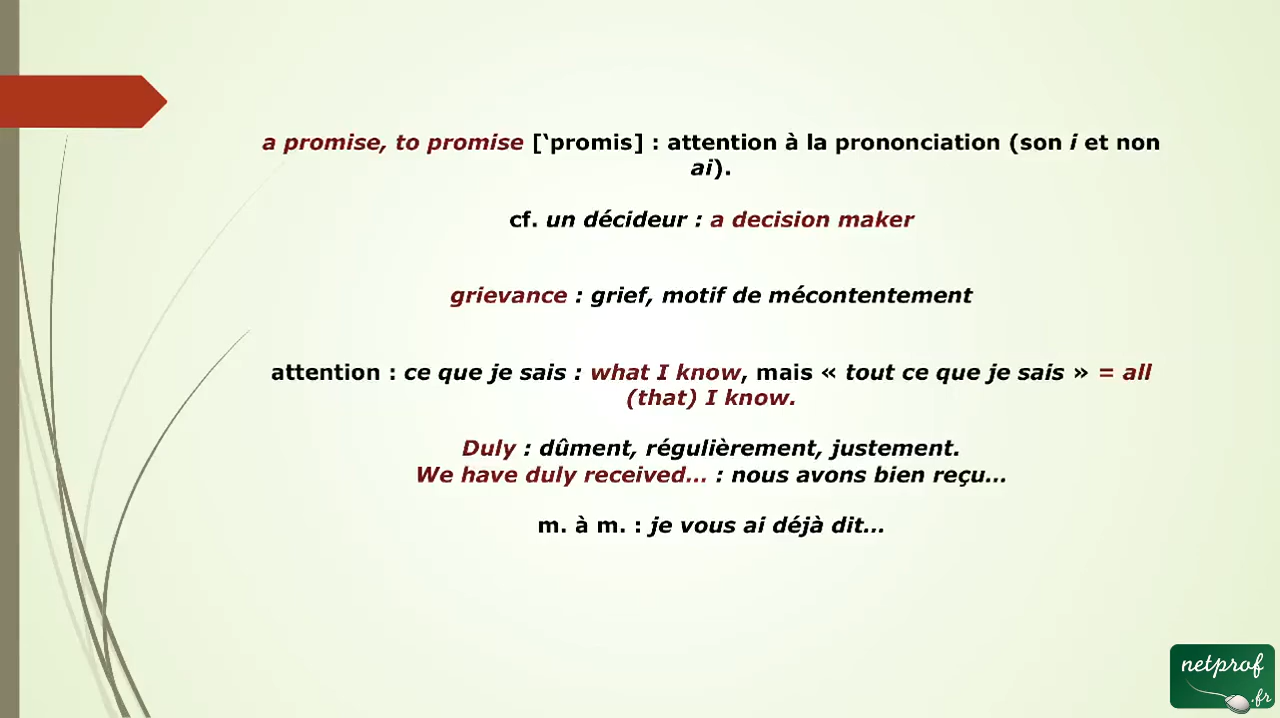 a promise, to promise [‘promis] : attention à la prononciation (son i et non
ai).
cf. un décideur : a decision maker
grievance : grief, motif de mécontentement
attention : ce que je sais : what I know, mais « tout ce que je sais » = all
(that) I know.
Duly : dûment, régulièrement, justement.
We have duly received... : nous avons bien reçu...
m. à m. : je vous ai déjà dit...
netprof
.fr